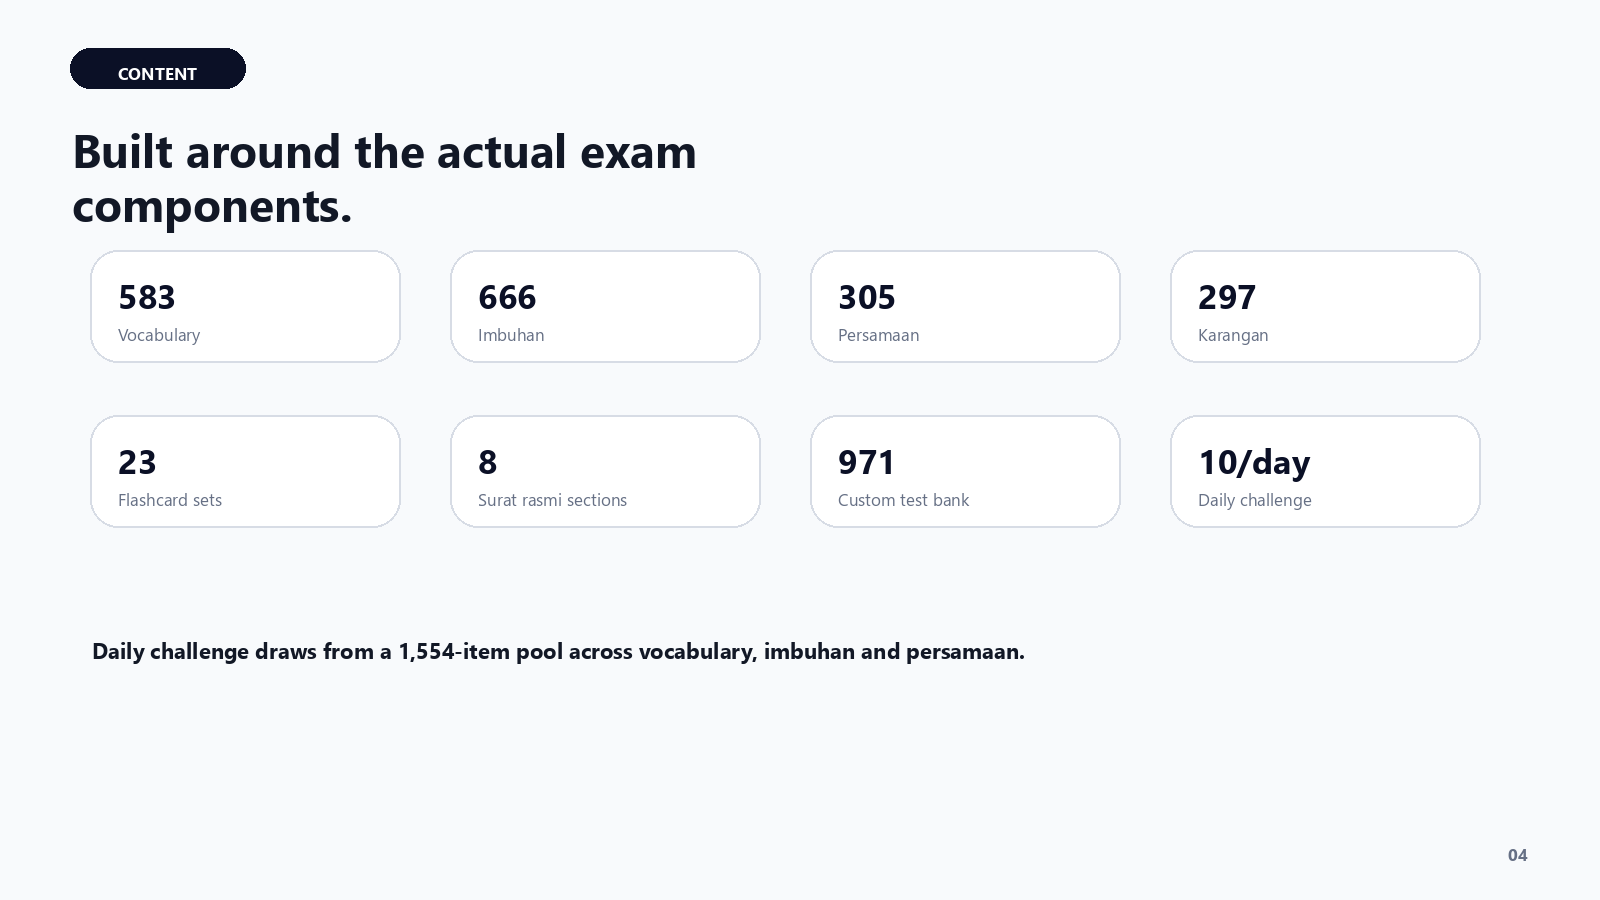 CONTENT
Built around the actual exam
components.
583
Vocabulary
666
Imbuhan
305
Persamaan
297
Karangan
23
Flashcard sets
8
Surat rasmi sections
971
Custom test bank
10/day
Daily challenge
Daily challenge draws from a 1,554-item pool across vocabulary, imbuhan and persamaan.
04